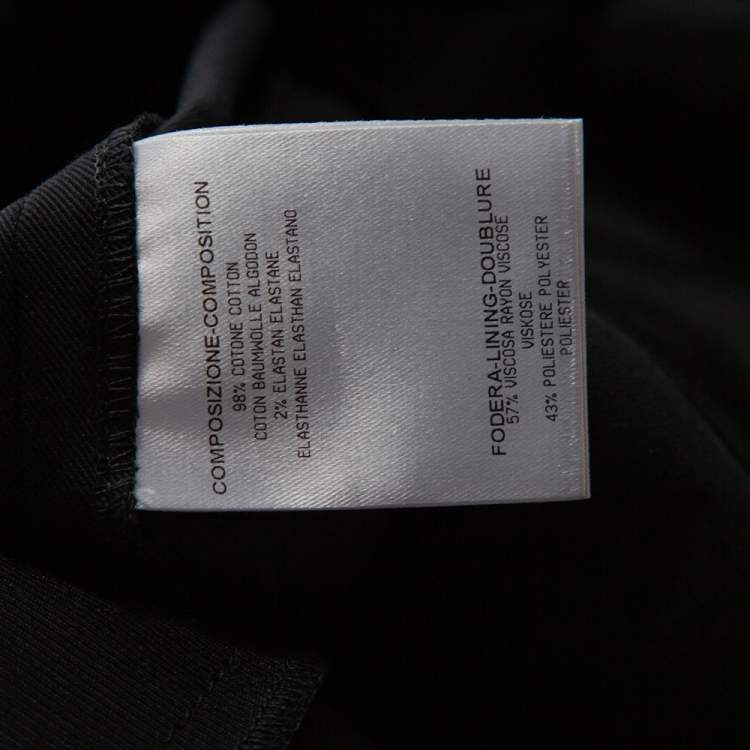 COMPOSIZIONE-COMPOSITION
98% COTONE COTTON
COTON BAUMWOLLE ALGODON
2% ELASTAN ELASTANE
ELASTHANNE ELASTHAN ELASTANO
FODERA-LINING-DOUBLURE
57% VISCOSA RAYON VISCOSE
VISKOSE
43% POLIESTERE POLYESTER
POLIESTER